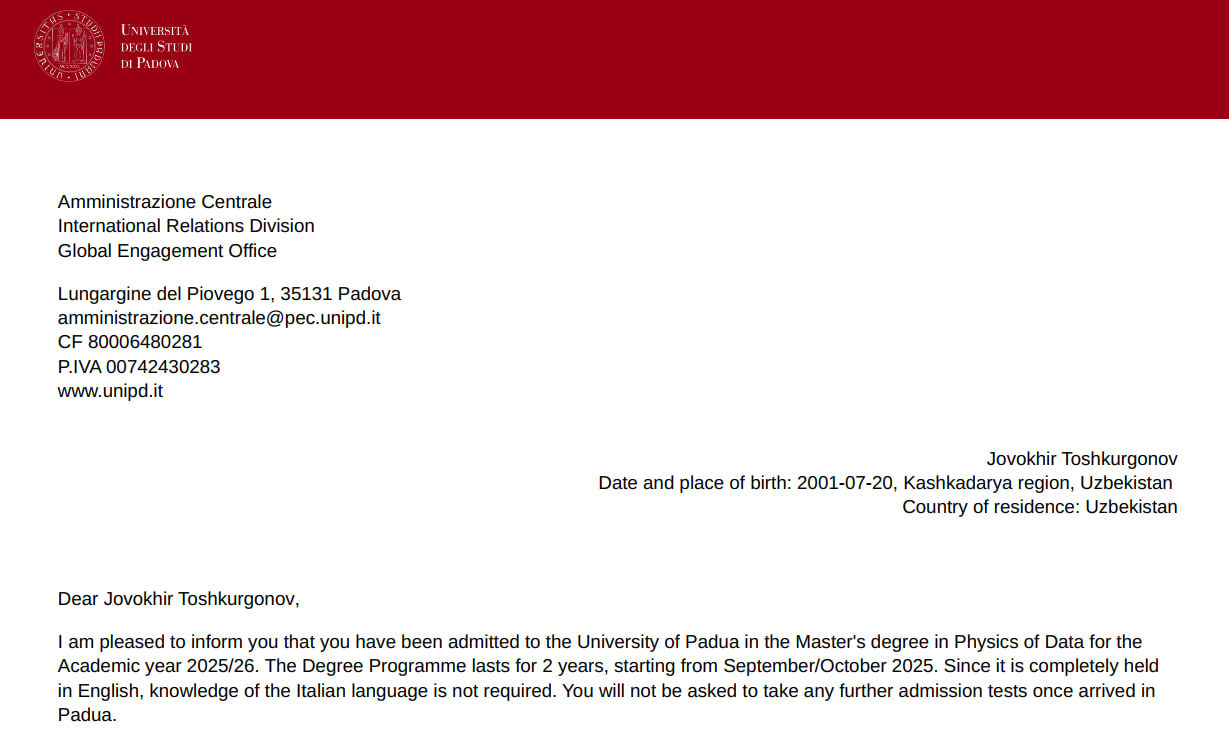 UNIVERSITÀ
DEGLI STUDI
DI PADOVA
Amministrazione Centrale
International Relations Division
Global Engagement Office
Lungargine del Piovego 1, 35131 Padova
amministrazione.centrale@pec.unipd.it
CF 80006480281
P.IVA 00742430283
www.unipd.it
Jovokhir Toshkurgonov
Date and place of birth: 2001-07-20, Kashkadarya region, Uzbekistan
Country of residence: Uzbekistan
Dear Jovokhir Toshkurgonov,
I am pleased to inform you that you have been admitted to the University of Padua in the Master's degree in Physics of Data for the
Academic year 2025/26. The Degree Programme lasts for 2 years, starting from September/October 2025. Since it is completely held
in English, knowledge of the Italian language is not required. You will not be asked to take any further admission tests once arrived in
Padua.